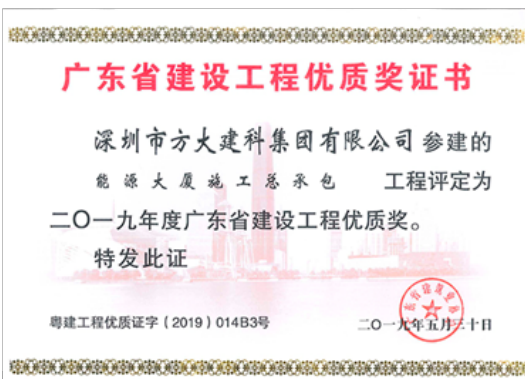 广东省建设工程优质奖证书
深圳市方大建科集团有限公司参建的
能源大厦施工总承包 工程评定为
二〇一九年度广东省建设工程优质奖。
特发此证
粤建工程优质证字(2019)014B3号
二〇一九年五月三十日